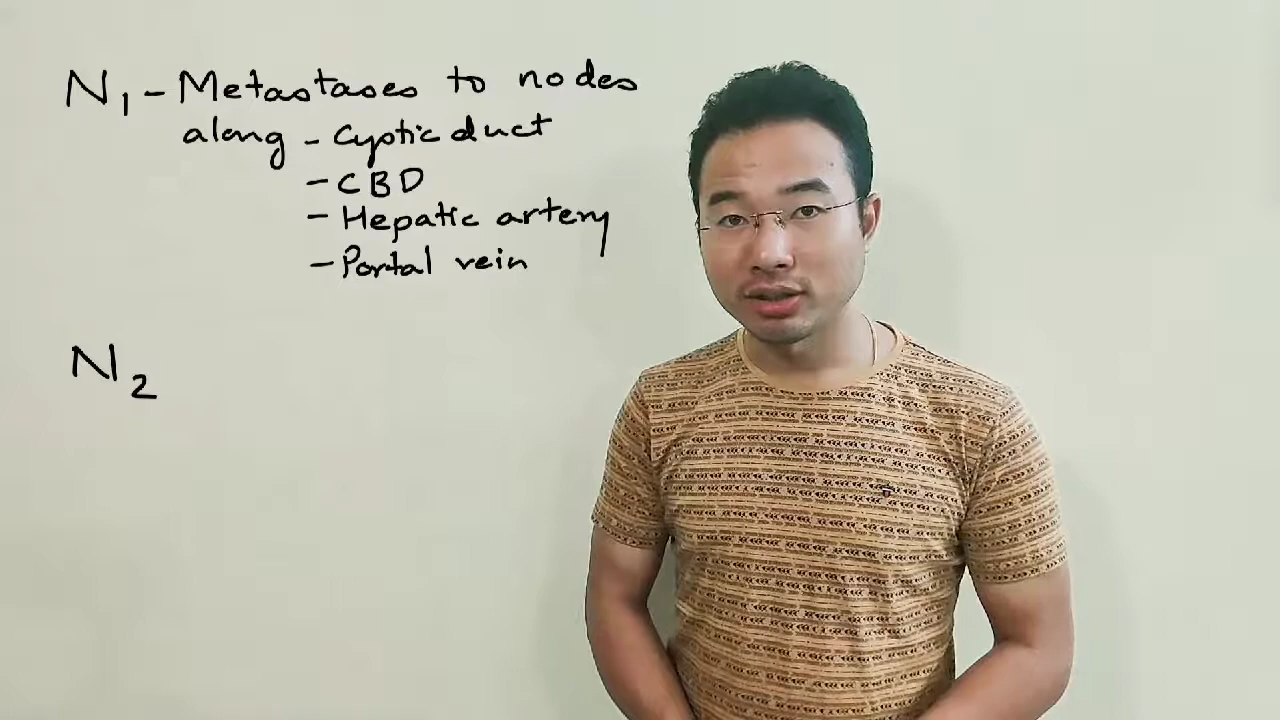 N1 - Metastases to nodes
along - Cystic duct
- CBD
- Hepatic artery
- Portal vein
N2